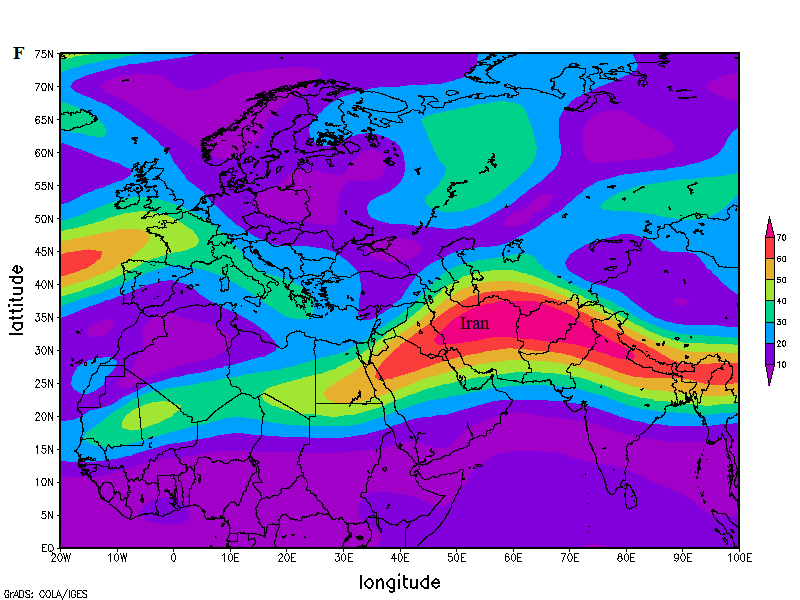 F
75N
70N
65N
60N
55N
50N
45N
40N
35N
30N
25N
20N
15N
10N
5N
EQ
lattitude
Iran
70
60
50
40
30
20
10
20W 10W 0 10E 20E 30E 40E 50E 60E 70E 80E 90E 100E
longitude
GrADS: COLA/IGES